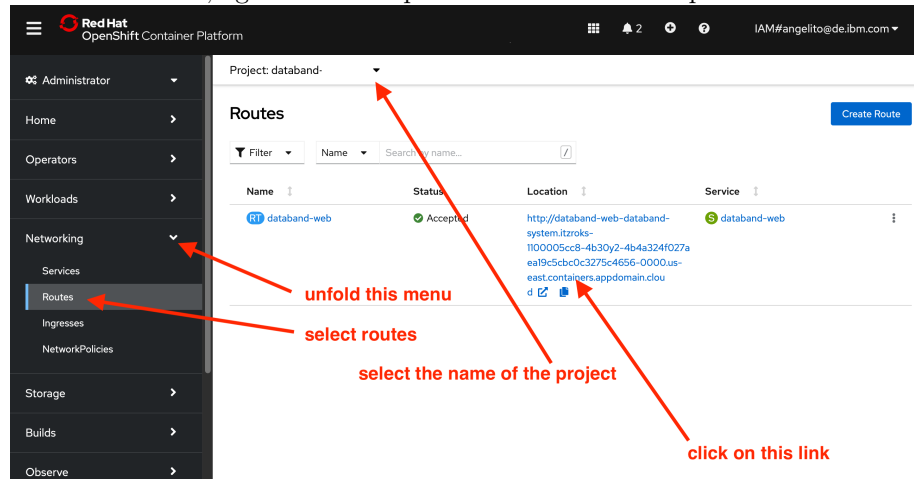 Red Hat
OpenShift Container Platform
2
IAM#angelito@de.ibm.com
Administrator
Home
Operators
Workloads
Networking
Services
Routes
Ingresses
NetworkPolicies
Storage
Builds
Observe
Project: databand-
Routes
Create Route
Filter
Name
Search by name...
/
Name
Status
Location
Service
RT databand-web
Accepted
http://databand-web-databand-
system.itzroks-
1100005cc8-4b30y2-4b4a324f027a
ea19c5cbc0c3275c4656-0000.us-
east.containers.appdomain.clou
d
S databand-web
unfold this menu
select routes
select the name of the project
click on this link